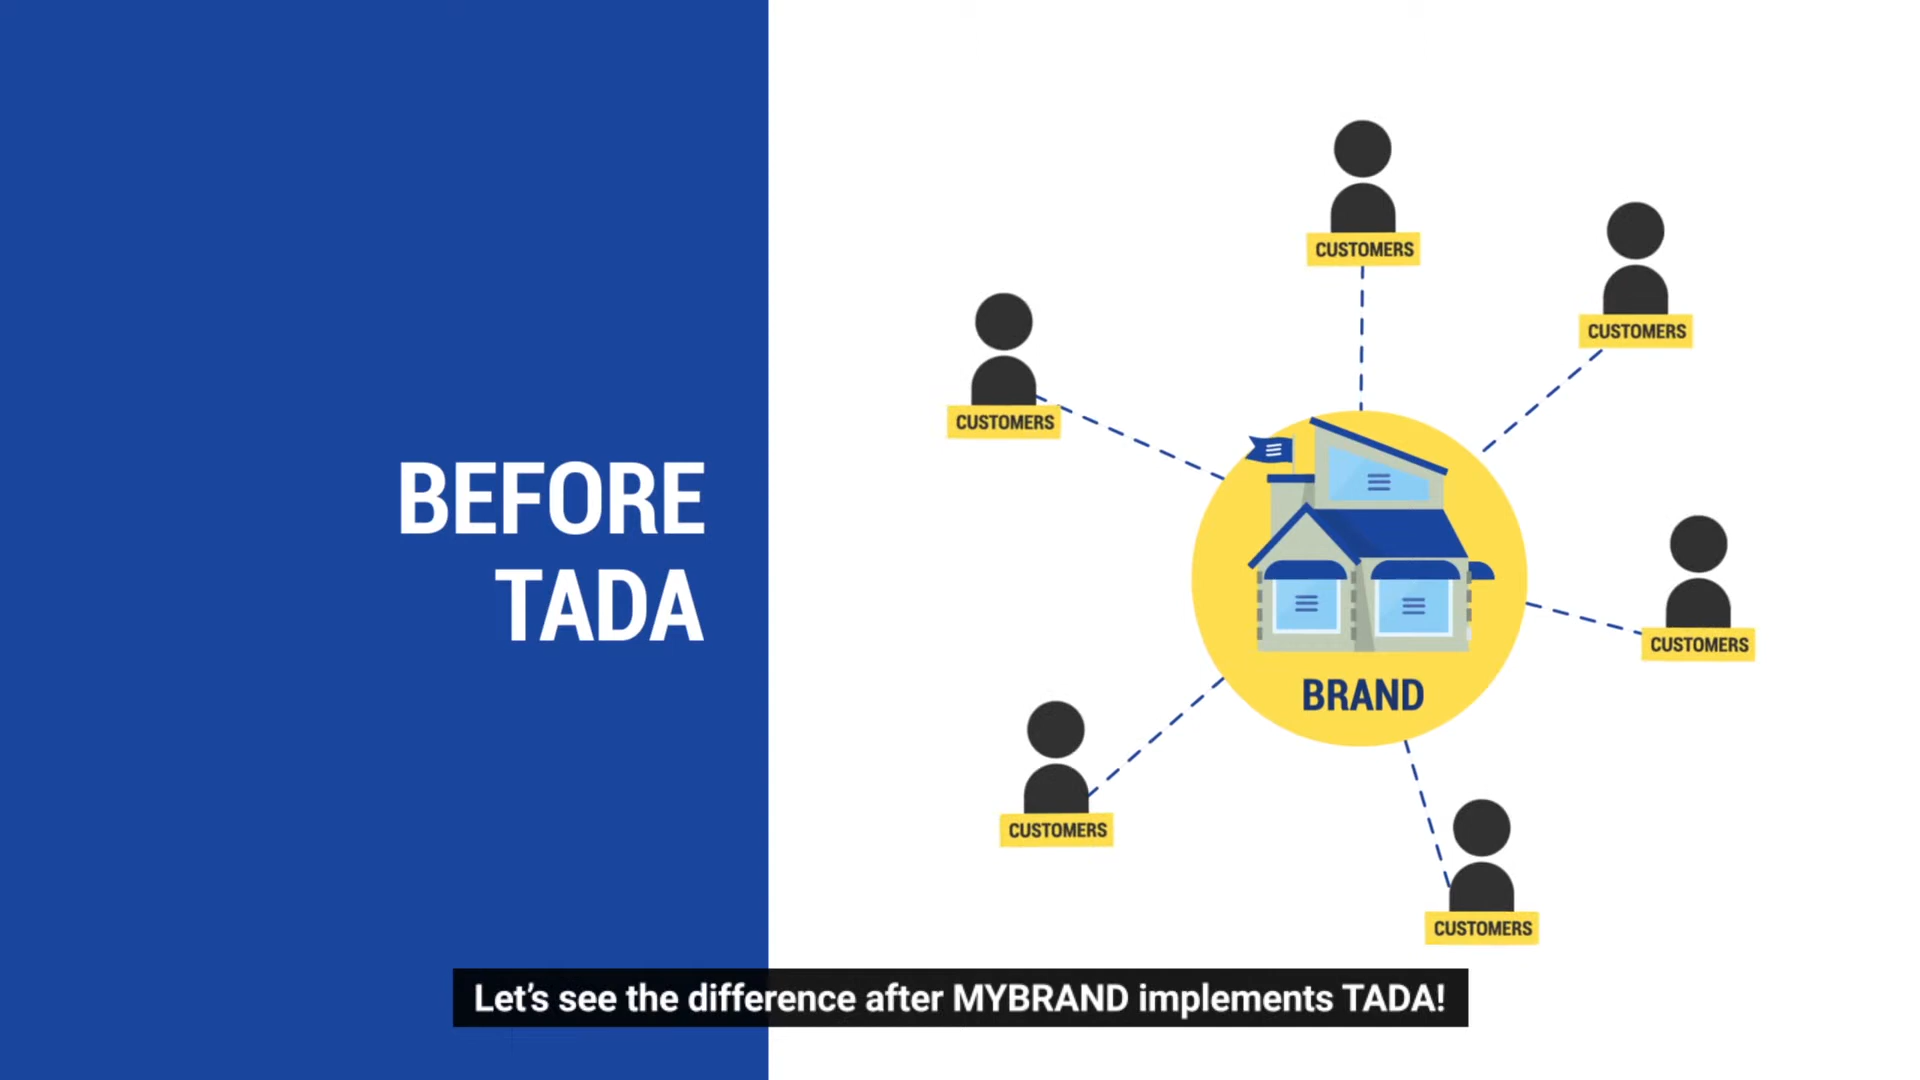 BEFORE
TADA
CUSTOMERS
CUSTOMERS
CUSTOMERS
CUSTOMERS
BRAND
CUSTOMERS
CUSTOMERS
Let's see the difference after MYBRAND implements TADA!